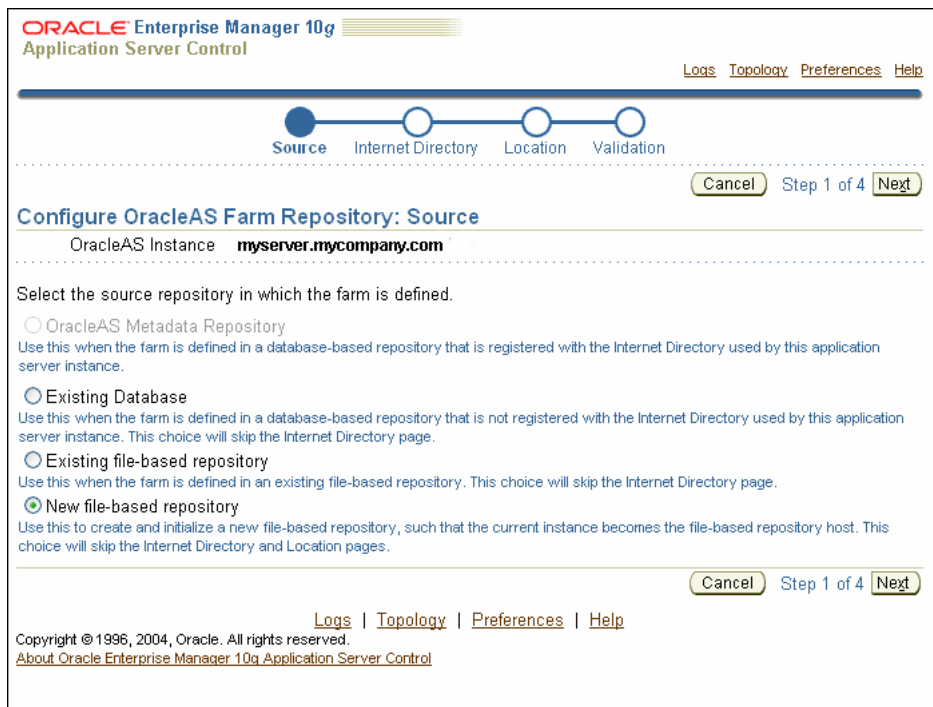 ORACLE Enterprise Manager 10g
Application Server Control
Logs Topology Preferences Help
Source Internet Directory Location Validation
Cancel Step 1 of 4 Next
Configure OracleAS Farm Repository: Source
OracleAS Instance myserver.mycompany.com
Select the source repository in which the farm is defined.
OracleAS Metadata Repository
Use this when the farm is defined in a database-based repository that is registered with the Internet Directory used by this application
server instance.
Existing Database
Use this when the farm is defined in a database-based repository that is not registered with the Internet Directory used by this application
server instance. This choice will skip the Internet Directory page.
Existing file-based repository
Use this when the farm is defined in an existing file-based repository. This choice will skip the Internet Directory page.
New file-based repository
Use this to create and initialize a new file-based repository, such that the current instance becomes the file-based repository host. This
choice will skip the Internet Directory and Location pages.
Cancel Step 1 of 4 Next
Logs | Topology | Preferences | Help
Copyright © 1996, 2004, Oracle. All rights reserved.
About Oracle Enterprise Manager 10g Application Server Control